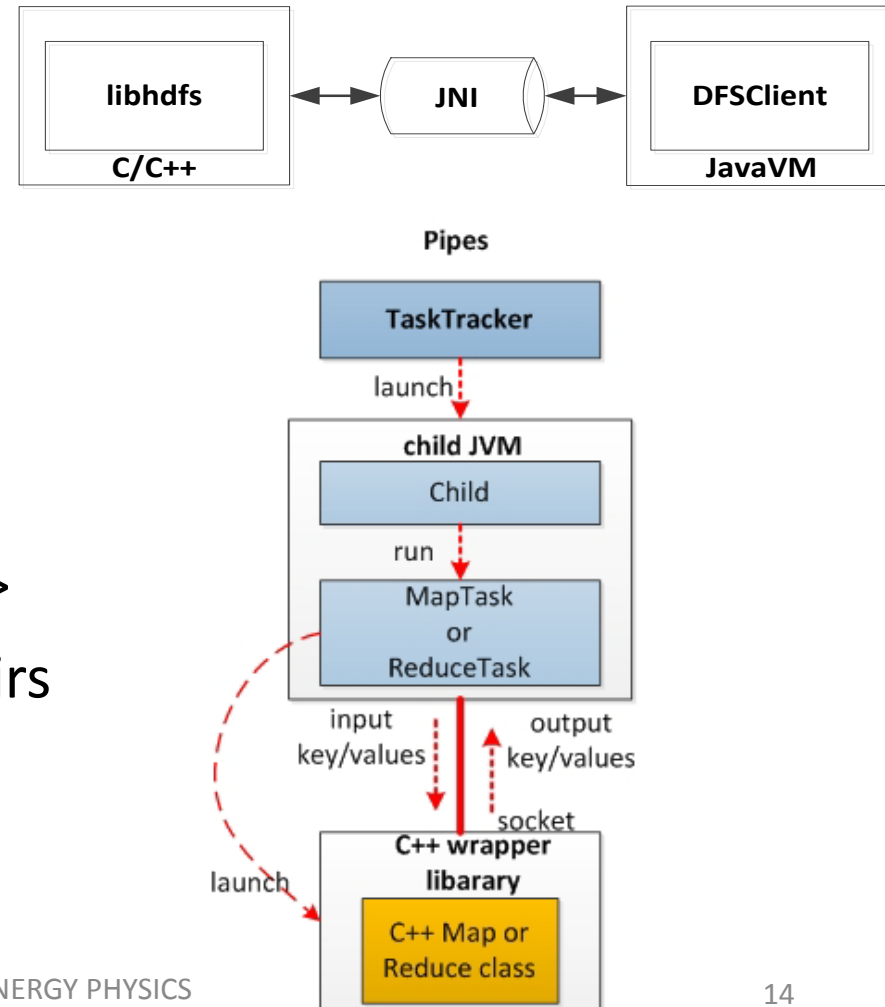 libhdfs
C/C++
JNI
DFSClient
JavaVM
Pipes
TaskTracker
launch
child JVM
Child
run
MapTask
or
ReduceTask
>
irs
input
key/values
output
key/values
socket
C++ wrapper
libarary
launch
C++ Map or
Reduce class
NERGY PHYSICS
14